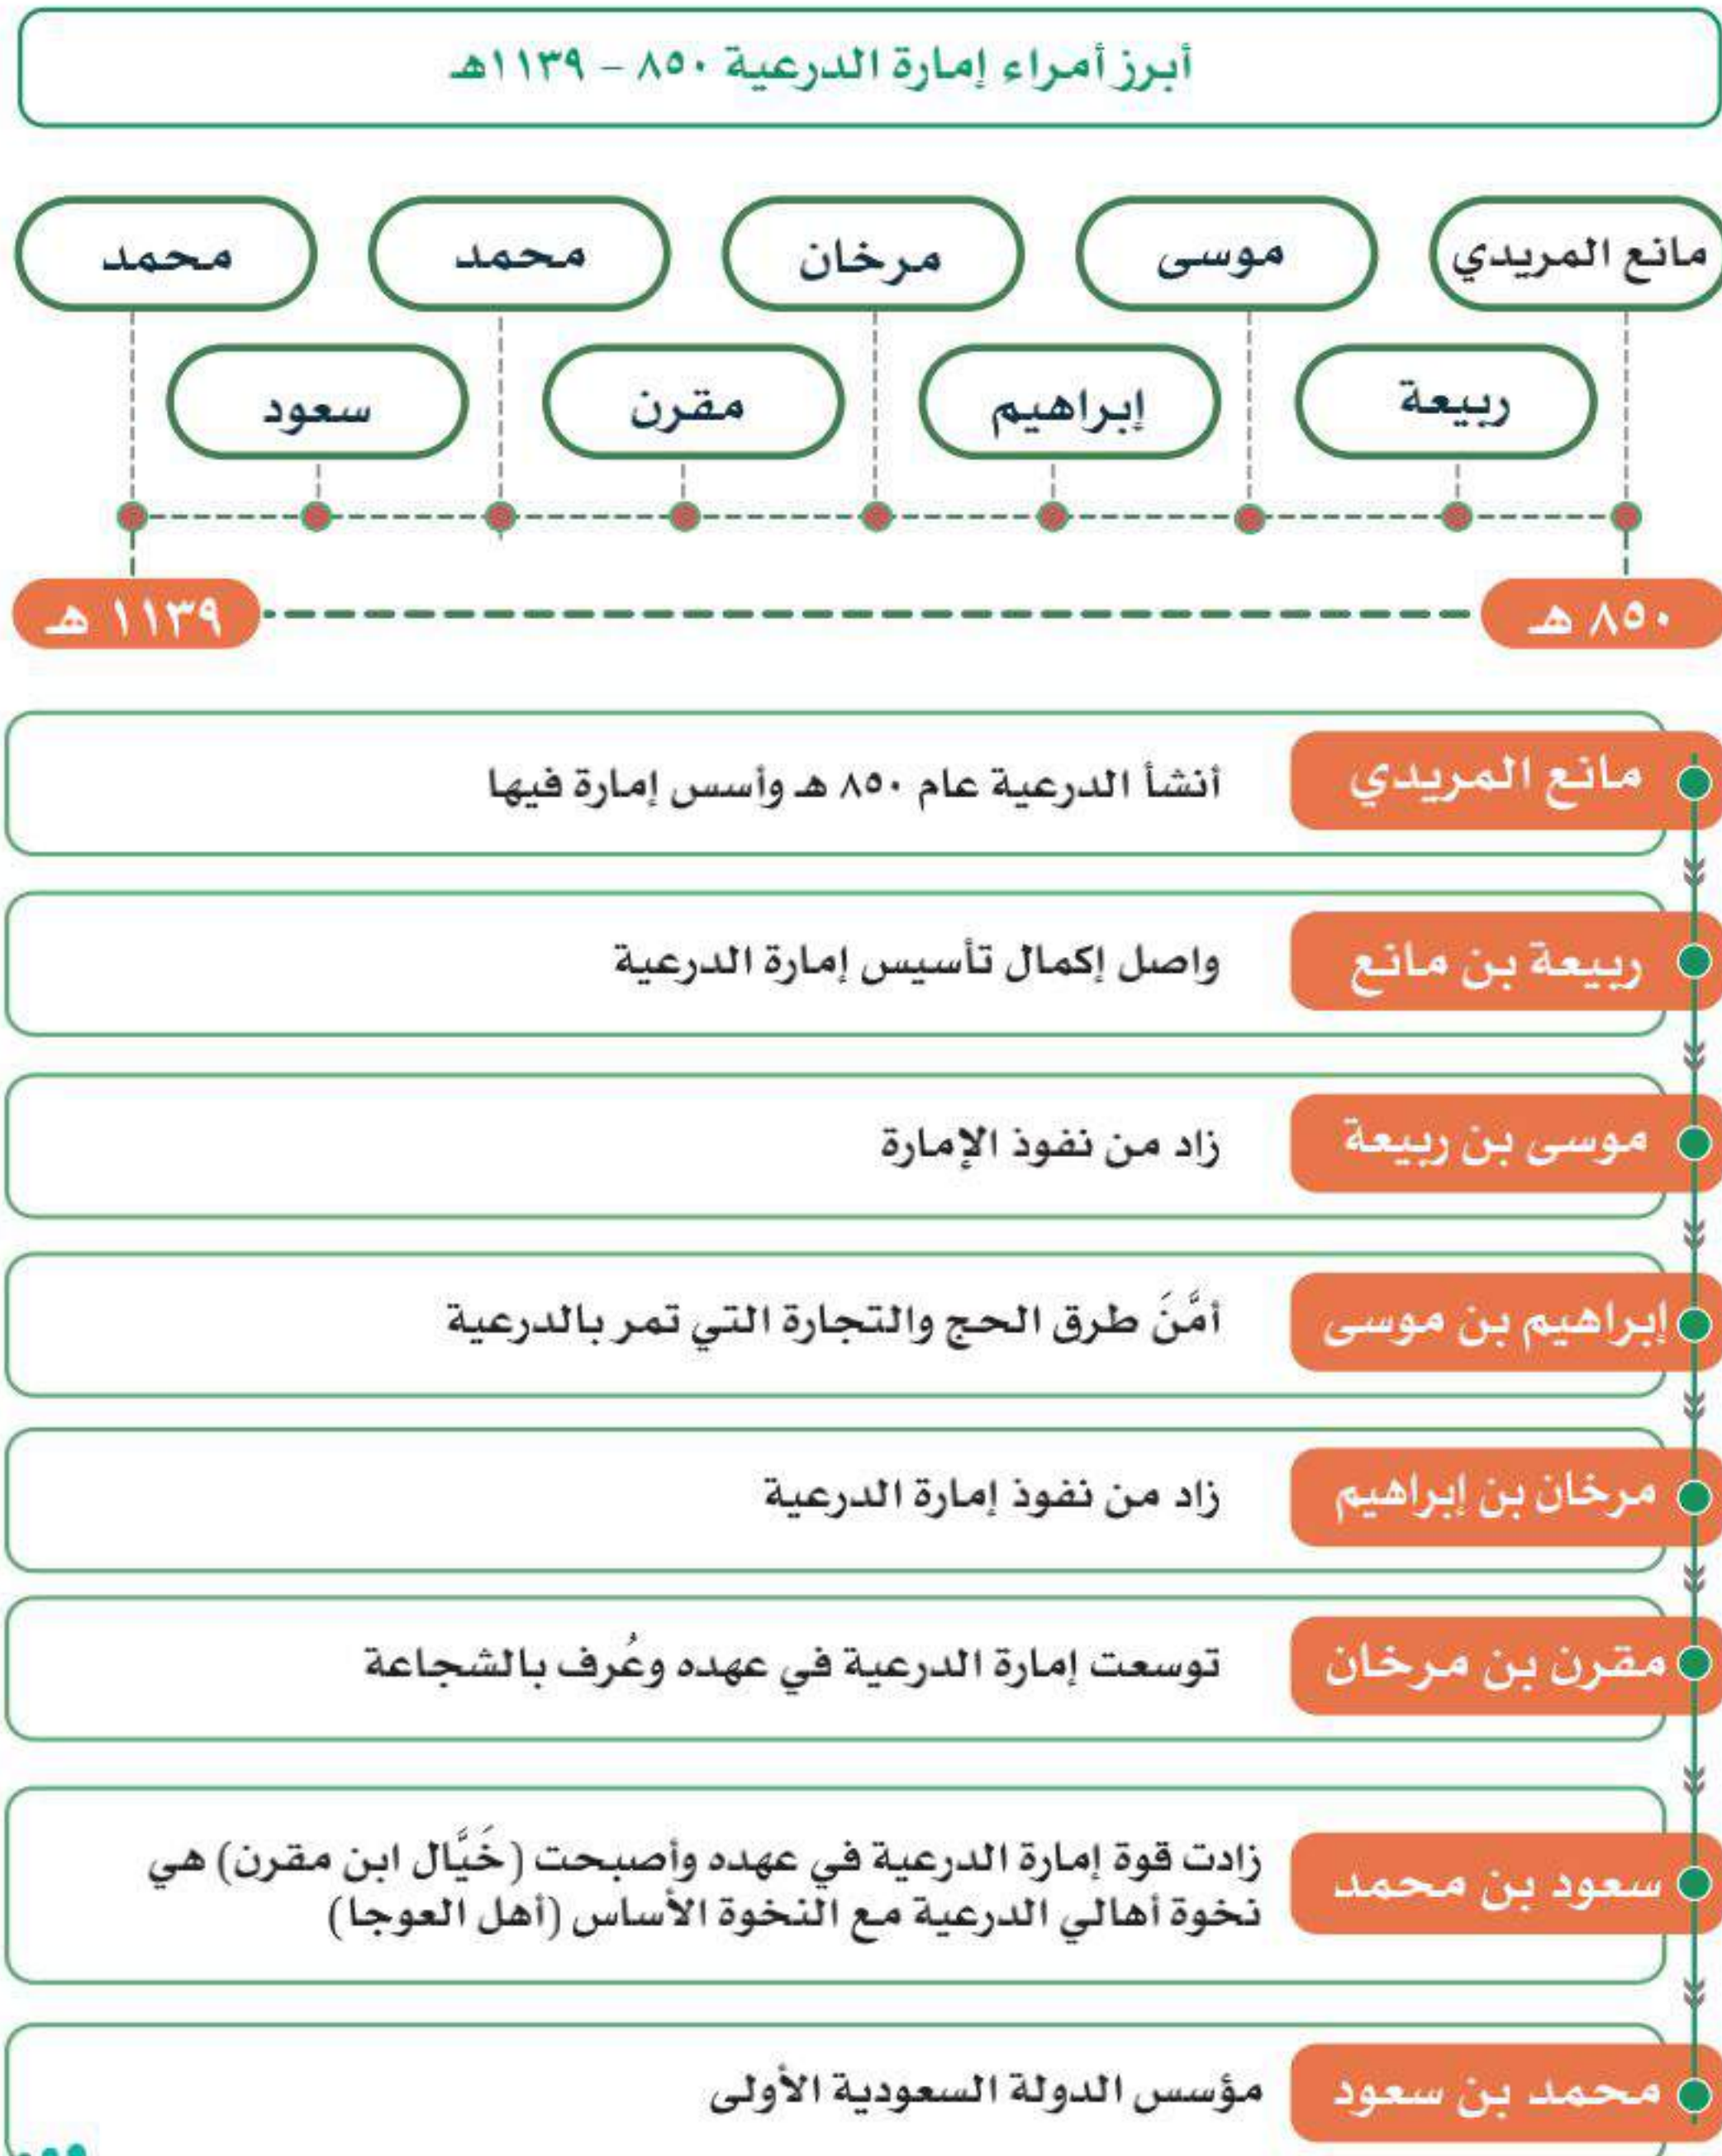 أبرز أمراء إمارة الدرعية ٨٥٠ - ١١٣٩هـ
مانع المريدي
موسى
مرخان
محمد
محمد
ربيعة
إبراهيم
مقرن
سعود
٨٥٠ هـ
١١٣٩ هـ
مانع المريدي
أنشأ الدرعية عام ٨٥٠ هـ وأسس إمارة فيها
ربيعة بن مانع
واصل إكمال تأسيس إمارة الدرعية
موسى بن ربيعة
زاد من نفوذ الإمارة
إبراهيم بن موسى
أمَّنَ طرق الحج والتجارة التي تمر بالدرعية
مرخان بن إبراهيم
زاد من نفوذ إمارة الدرعية
مقرن بن مرخان
توسعت إمارة الدرعية في عهده وعُرف بالشجاعة
سعود بن محمد
زادت قوة إمارة الدرعية في عهده وأصبحت (خَيَّال ابن مقرن) هي
نخوة أهالي الدرعية مع النخوة الأساس (أهل العوجا)
محمد بن سعود
مؤسس الدولة السعودية الأولى